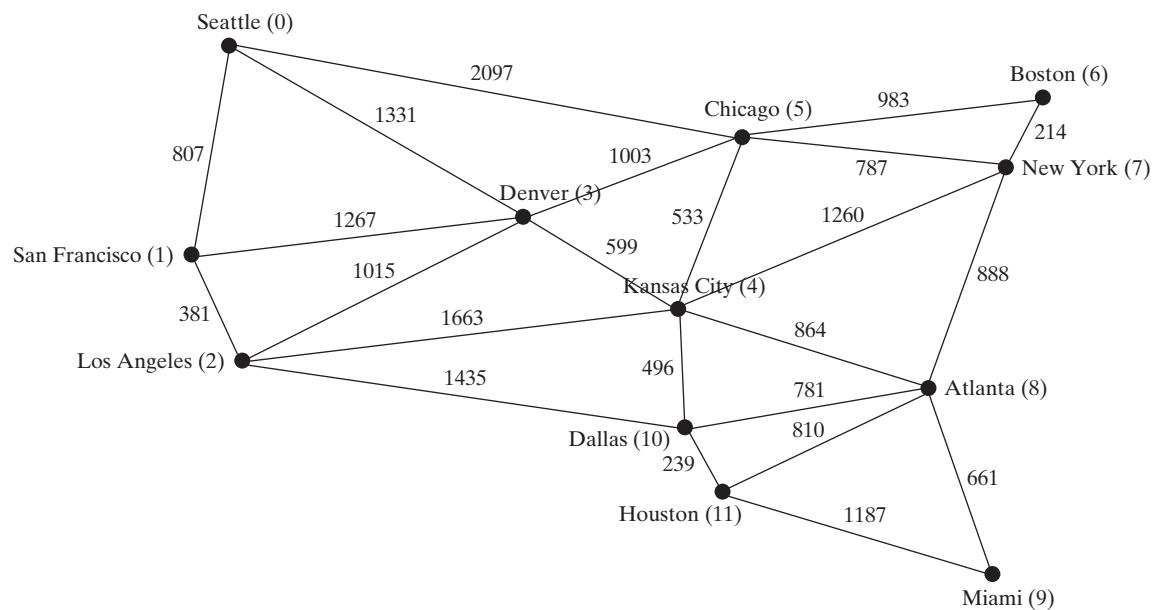 Seattle (0)
2097
Boston (6)
983
Chicago (5)
1331
214
807
1003
787
New York (7)
Denver (3)
1267
533
1260
599
San Francisco (1)
1015
888
Kansas City (4)
381
1663
864
Los Angeles (2)
496
1435
781
Atlanta (8)
810
Dallas (10)
239
661
Houston (11)
1187
Miami (9)